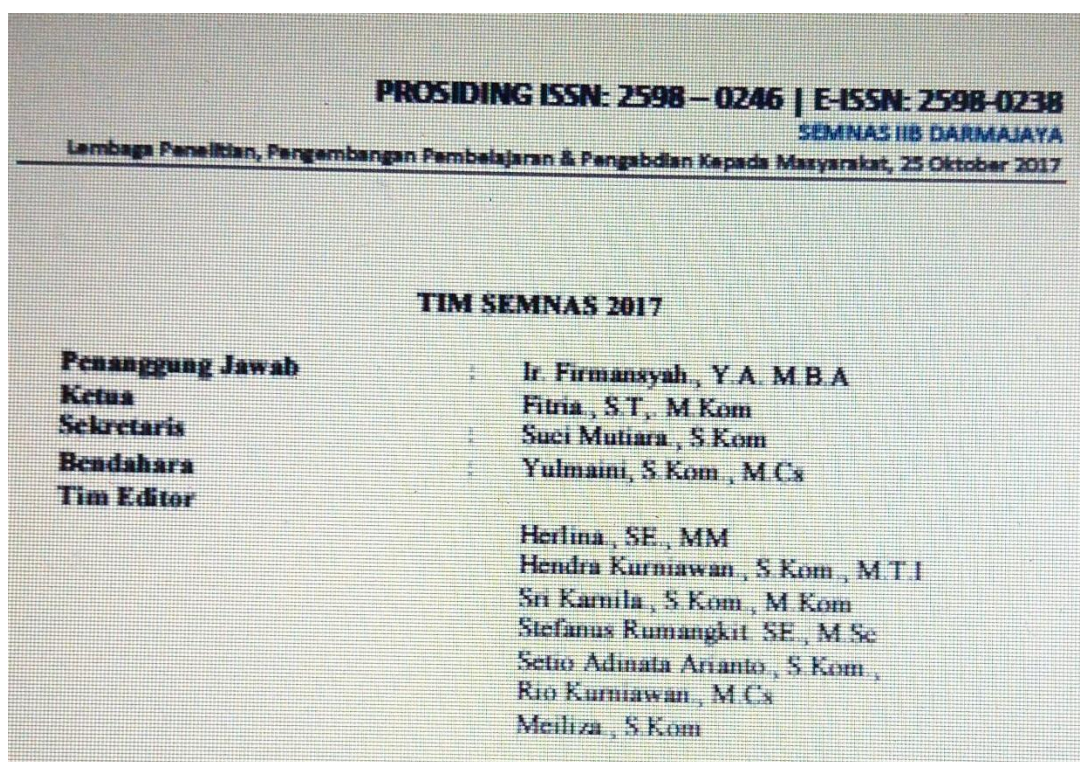 PROSIDING ISSN: 2598 – 0246 | E-ISSN: 2598-0238
SEMNAS IIB DARMAJAYA
Lembaga Penelitian, Pengembangan Pembelajaran & Pengabdian Kepada Masyarakat, 25 Oktober 2017
TIM SEMNAS 2017
Penanggung Jawab : Ir. Firmansyah., Y.A. M.B.A
Ketua Fitria., S.T,. M.Kom
Sekretaris : Suci Mutiara., S.Kom
Bendahara : Yulmaini, S.Kom., M.Cs
Tim Editor
Herlina., SE., MM
Hendra Kurniawan., S.Kom., M.T.I
Sri Karnila., S.Kom., M.Kom
Stefanus Rumangkit. SE., M.Sc
Setio Adinata Arianto., S.Kom.,
Rio Kurniawan., M.Cs
Meiliza., S.Kom